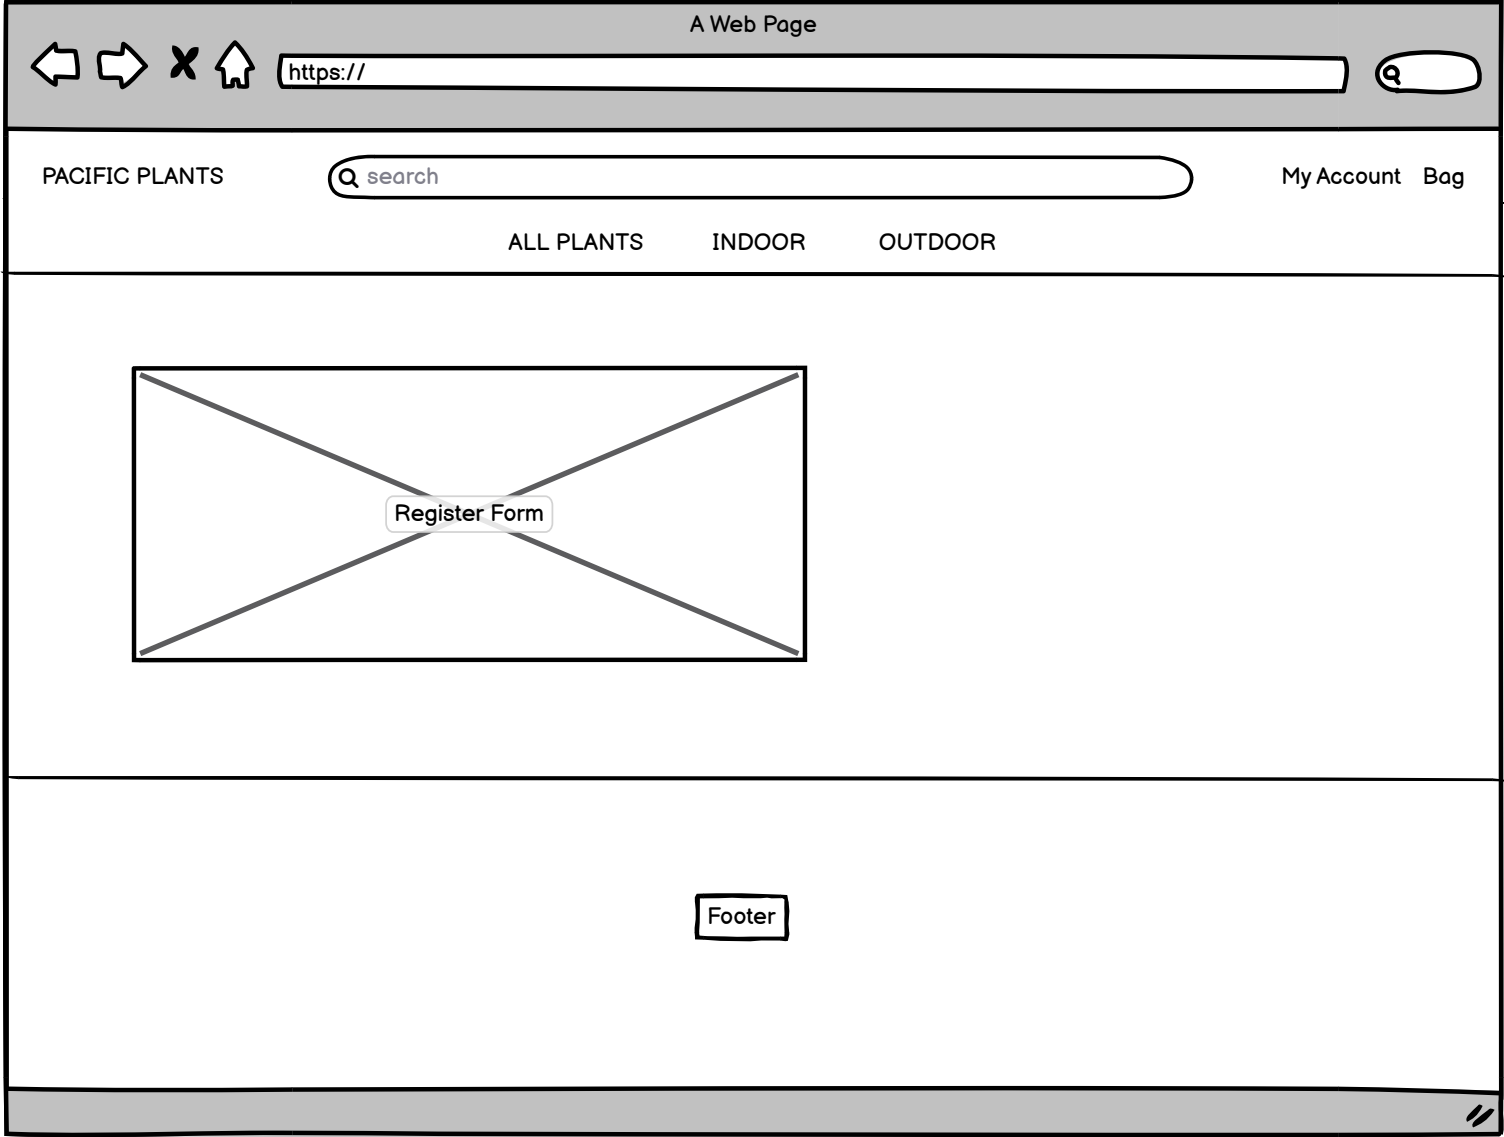 A Web Page
https://
PACIFIC PLANTS
search
My Account
Bag
ALL PLANTS
INDOOR
OUTDOOR
Register Form
Footer